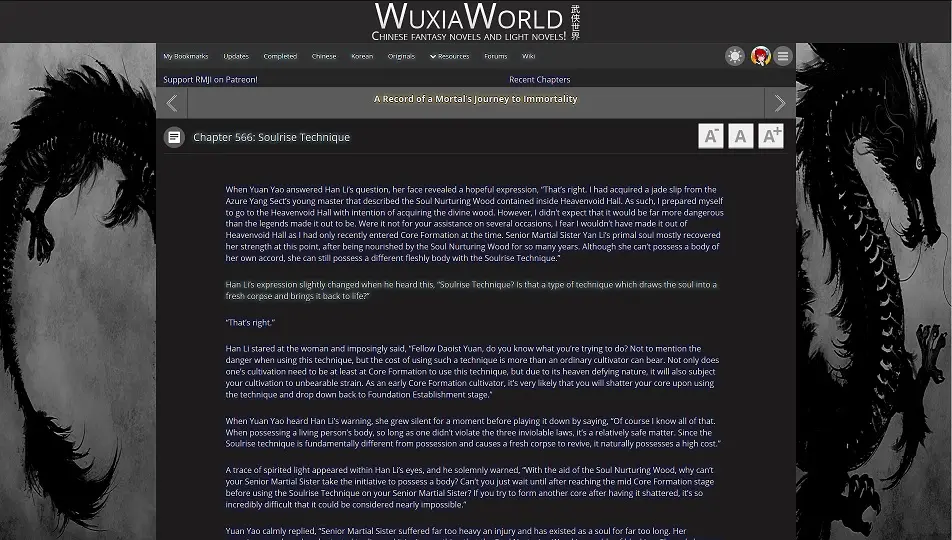 WUXIAWORLD
武俠世界
CHINESE FANTASY NOVELS AND LIGHT NOVELS!
My Bookmarks Updates Completed Chinese Korean Originals Resources Forums Wiki
Support RMJI on Patreon! Recent Chapters
A Record of a Mortal's Journey to Immortality
Chapter 566: Soulrise Technique
A- A A+
When Yuan Yao answered Han Li's question, her face revealed a hopeful expression, "That's right. I had acquired a jade slip from the
Azure Yang Sect's young master that described the Soul Nurturing Wood contained inside Heavenvoid Hall. As such, I prepared myself
to go to the Heavenvoid Hall with intention of acquiring the divine wood. However, I didn't expect that it would be far more dangerous
than the legends made it out to be. Were it not for your assistance on several occasions, I fear I wouldn't have made it out of
Heavenvoid Hall as I had only recently entered Core Formation at the time. Senior Martial Sister Yan Li's primal soul mostly recovered
her strength at this point, after being nourished by the Soul Nurturing Wood for so many years. Although she can't possess a body of
her own accord, she can still possess a different fleshly body with the Soulrise Technique."
Han Li's expression slightly changed when he heard this, "Soulrise Technique? Is that a type of technique which draws the soul into a
fresh corpse and brings it back to life?"
"That's right."
Han Li stared at the woman and imposingly said, "Fellow Daoist Yuan, do you know what you're trying to do? Not to mention the
danger when using this technique, but the cost of using such a technique is more than an ordinary cultivator can bear. Not only does
one's cultivation need to be at least at Core Formation to use this technique, but due to its heaven defying nature, it will also subject
your cultivation to unbearable strain. As an early Core Formation cultivator, it's very likely that you will shatter your core upon using
the technique and drop down back to Foundation Establishment stage."
When Yuan Yao heard Han Li's warning, she grew silent for a moment before playing it down by saying, "Of course I know all of that.
When possessing a living person's body, so long as one didn't violate the three inviolable laws, it's a relatively safe matter. Since the
Soulrise technique is fundamentally different from possession and causes a fresh corpse to revive, it naturally possesses a high cost."
A trace of spirited light appeared within Han Li's eyes, and he solemnly warned, "With the aid of the Soul Nurturing Wood, why can't
your Senior Martial Sister take the initiative to possess a body? Can't you just wait until after reaching the mid Core Formation stage
before using the Soulrise Technique on your Senior Martial Sister? If you try to form another core after having it shattered, it's so
incredibly difficult that it could be considered nearly impossible."
Yuan Yao calmly replied, "Senior Martial Sister suffered far too heavy an injury and has existed as a soul for far too long. Her